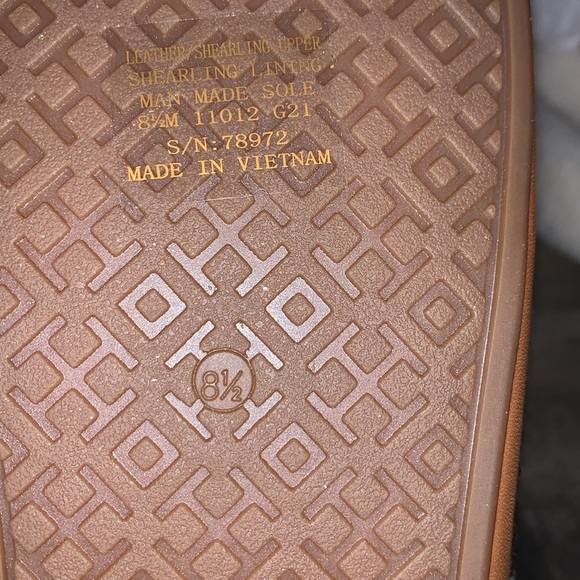 LEATHER/SHEARLING UPPER
SHEARLING LINING
MAN MADE SOLE
8½M 11012 G21
S/N:78972
MADE IN VIETNAM
8½